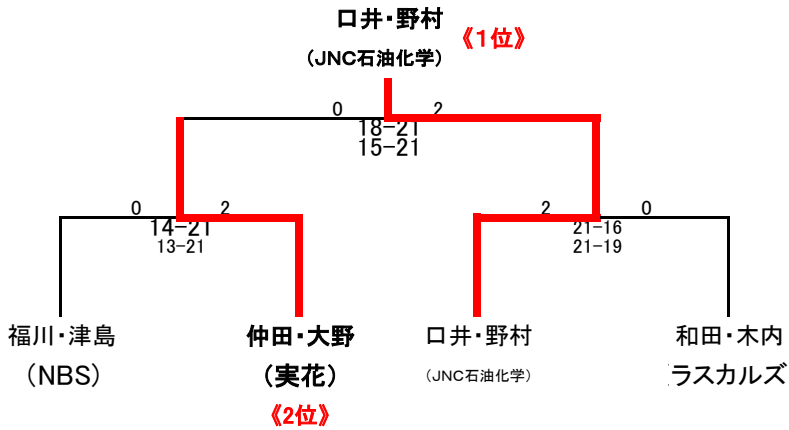 口井・野村
《1位》
(JNC石油化学)
0 2
18-21
15-21
0 2
14-21
13-21
2 0
21-16
21-19
福川・津島
(NBS)
仲田・大野
(実花)
《2位》
口井・野村
(JNC石油化学)
和田・木内
ラスカルズ